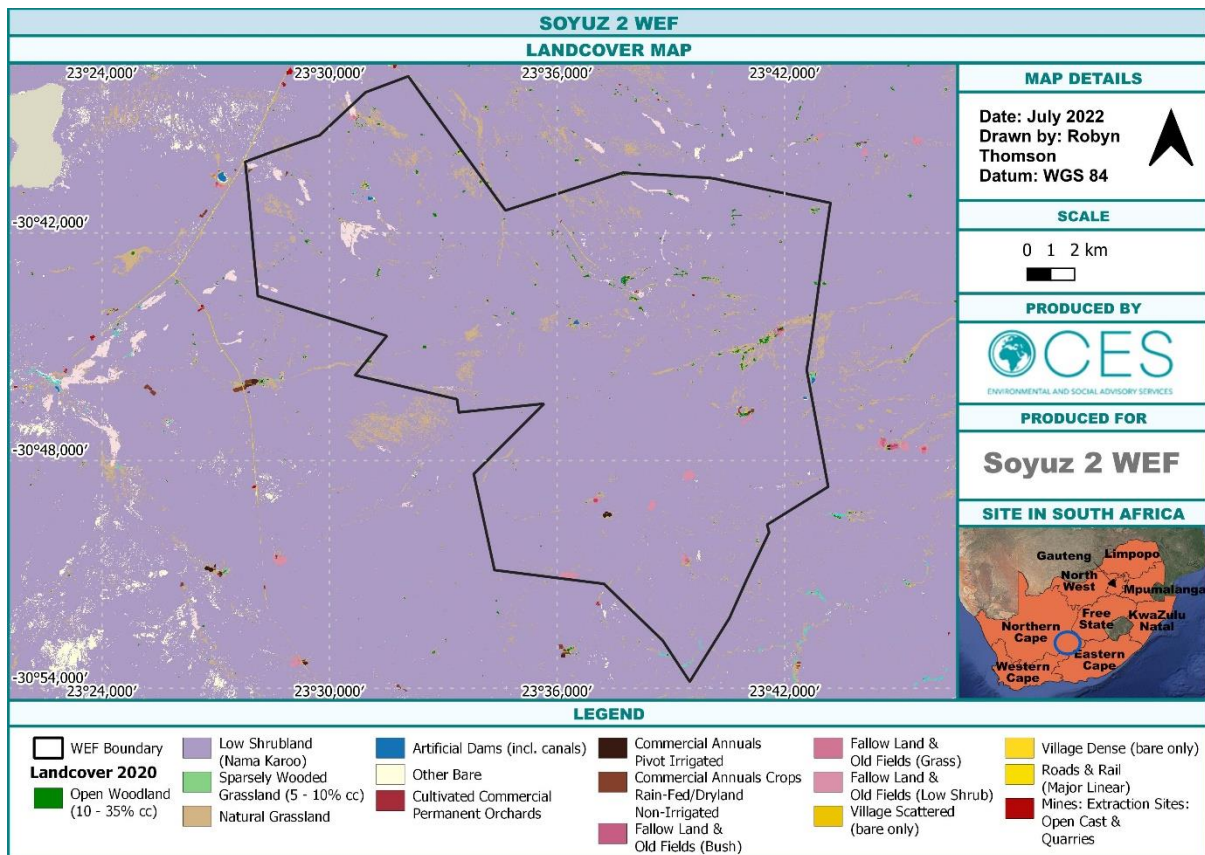 SOYUZ 2 WEF
LANDCOVER MAP
23°24,000’
23°30,000’
23°36,000’
23°42,000’
-30°42,000’
-30°48,000’
-30°54,000’
23°24,000’
23°30,000’
23°36,000’
23°42,000’
MAP DETAILS
Date: July 2022
Drawn by: Robyn
Thomson
Datum: WGS 84
SCALE
0 1 2 km
PRODUCED BY
CES
ENVIRONMENTAL AND SOCIAL ADVISORY SERVICES
PRODUCED FOR
Soyuz 2 WEF
SITE IN SOUTH AFRICA
Gauteng
Limpopo
North
West
Mpumalanga
Free
State
KwaZulu
Natal
Northern
Cape
Eastern
Cape
Western
Cape
LEGEND
WEF Boundary
Landcover 2020
Open Woodland
(10 - 35% cc)
Low Shrubland
(Nama Karoo)
Sparsely Wooded
Grassland (5 - 10% cc)
Natural Grassland
Artificial Dams (incl. canals)
Other Bare
Cultivated Commercial
Permanent Orchards
Commercial Annuals
Pivot Irrigated
Commercial Annuals Crops
Rain-Fed/Dryland
Non-Irrigated
Fallow Land &
Old Fields (Bush)
Fallow Land &
Old Fields (Grass)
Fallow Land &
Old Fields (Low Shrub)
Village Scattered
(bare only)
Village Dense (bare only)
Roads & Rail
(Major Linear)
Mines: Extraction Sites:
Open Cast &
Quarries